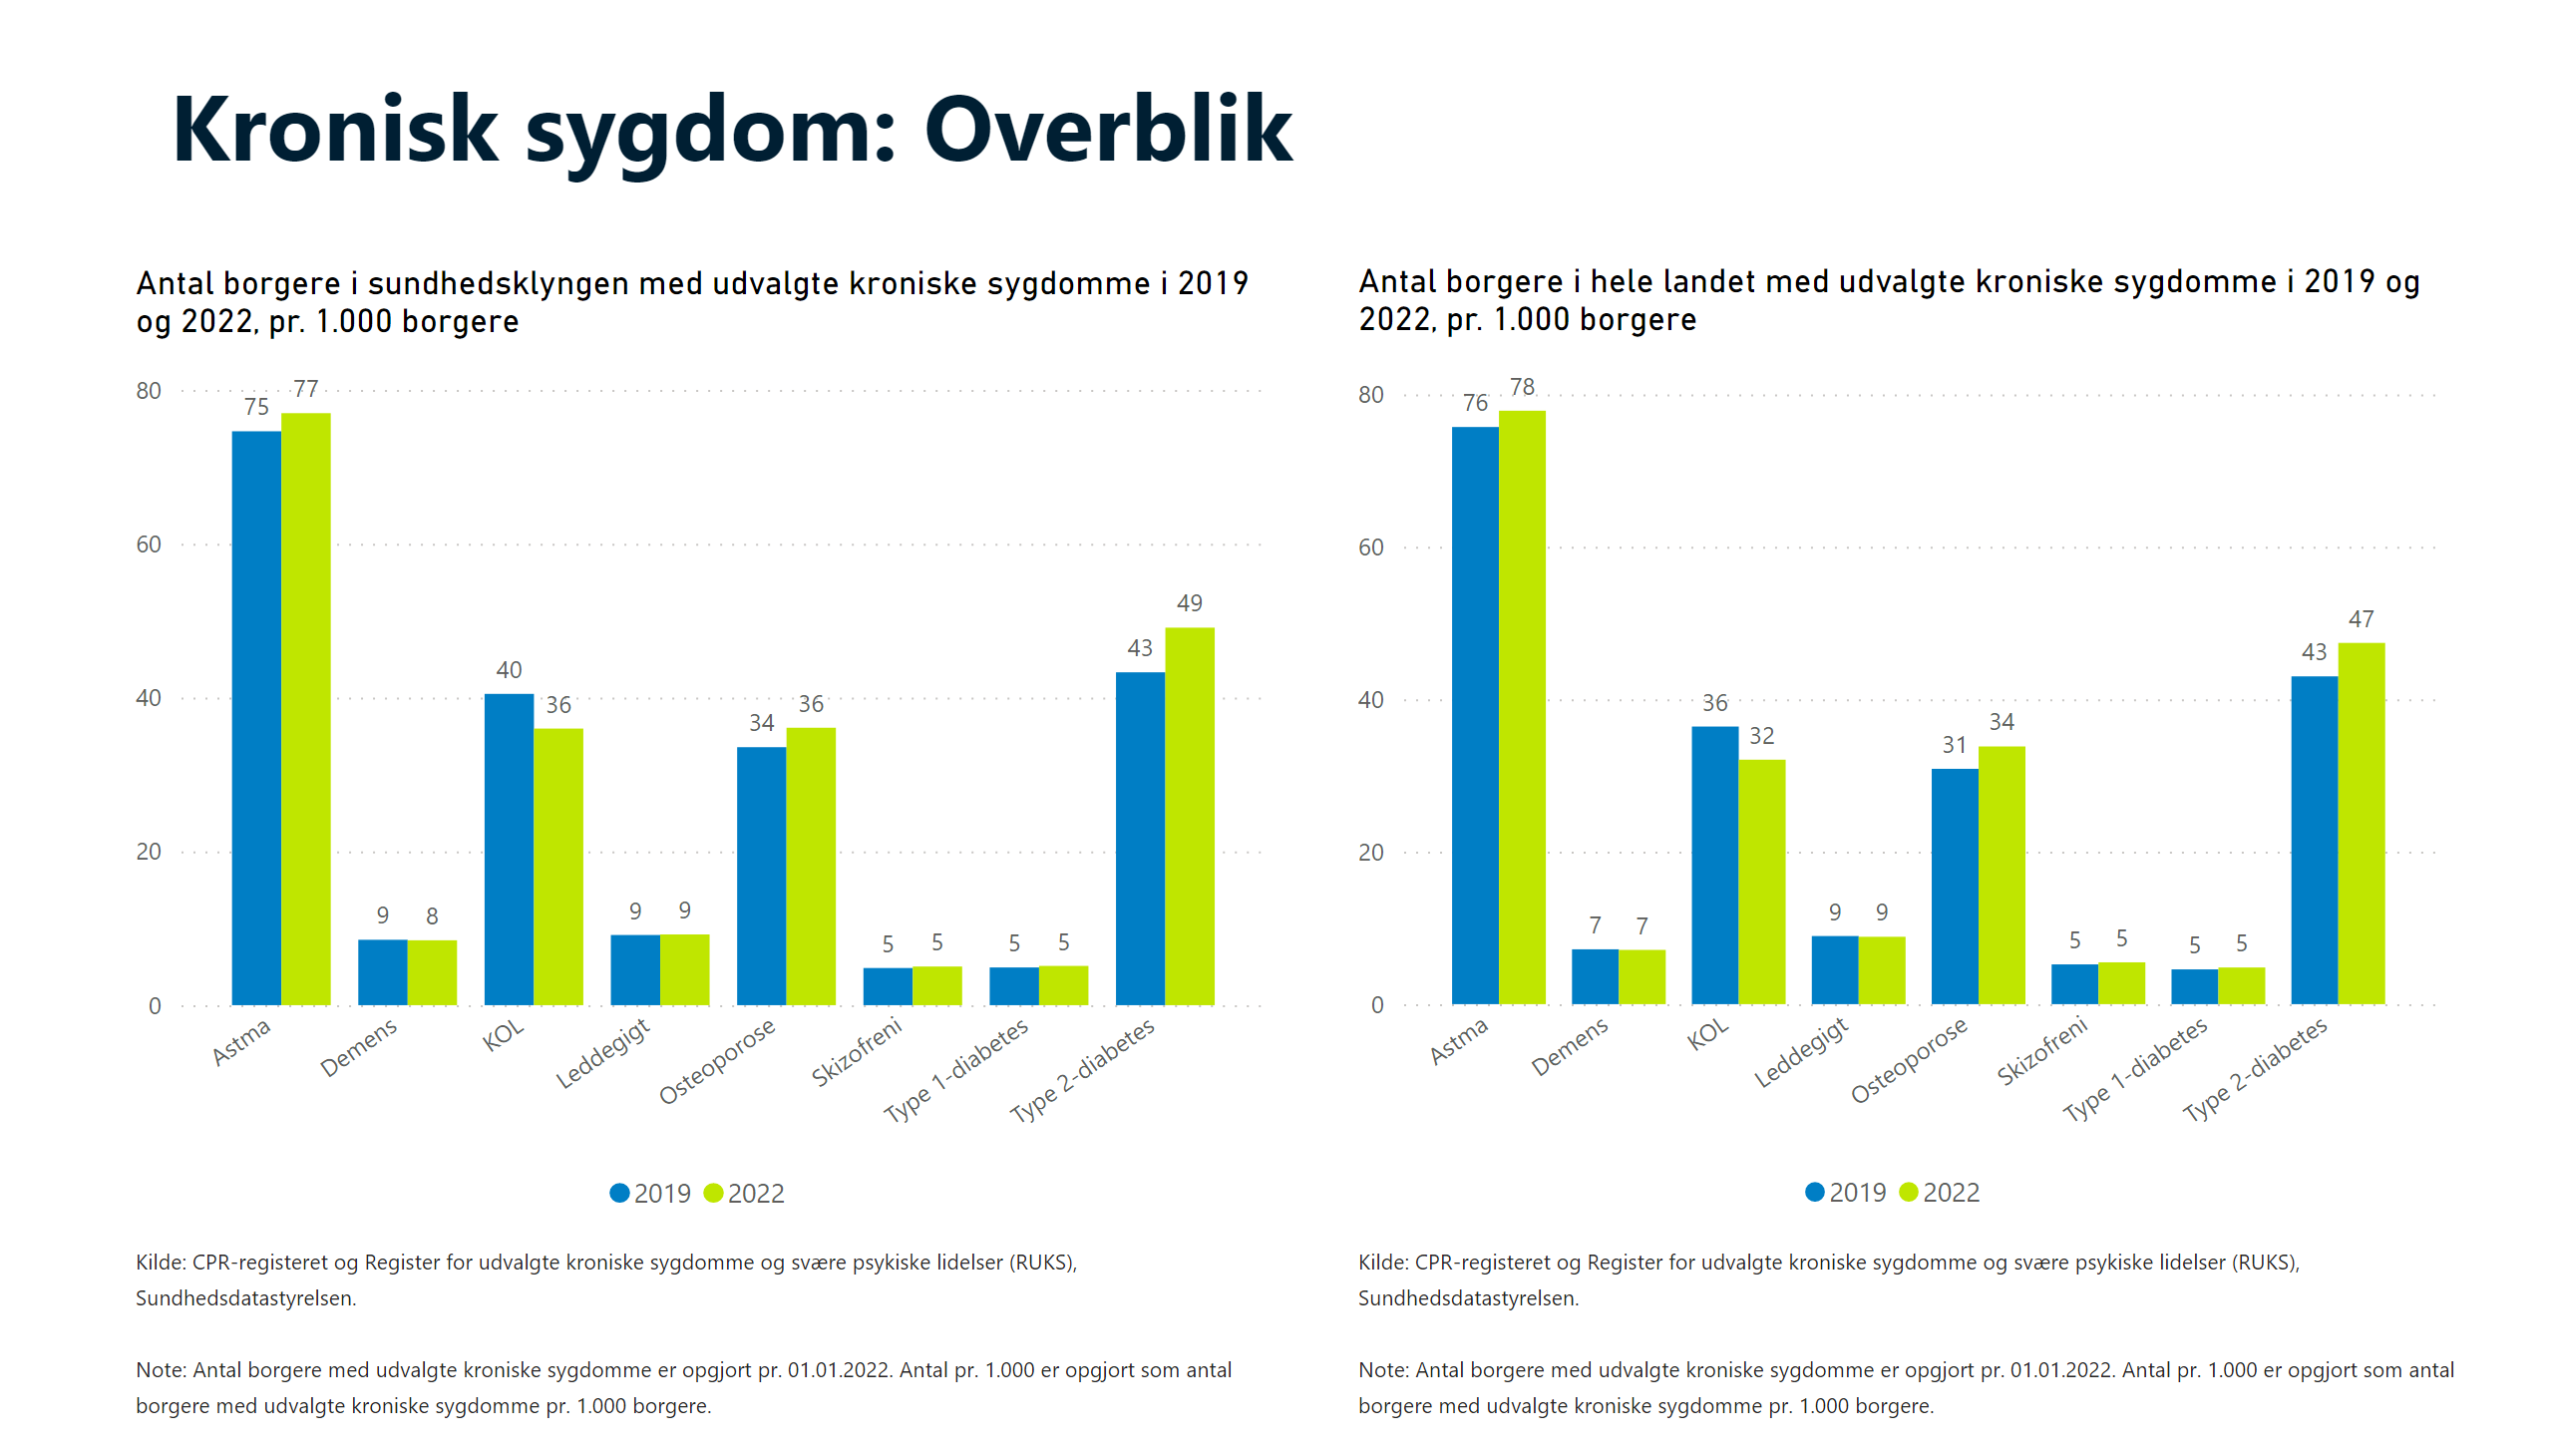 Kronisk sygdom: Overblik
Antal borgere i sundhedsklyngen med udvalgte kroniske sygdomme i 2019
og 2022, pr. 1.000 borgere
80
60
40
20
0
75
77
9
8
40
36
9
9
34
36
5
5
5
5
43
49
Astma
Demens
KOL
Leddegigt
Osteoporose
Skizofreni
Type 1-diabetes
Type 2-diabetes
2019 2022
Kilde: CPR-registeret og Register for udvalgte kroniske sygdomme og svære psykiske lidelser (RUKS),
Sundhedsdatastyrelsen.
Note: Antal borgere med udvalgte kroniske sygdomme er opgjort pr. 01.01.2022. Antal pr. 1.000 er opgjort som antal
borgere med udvalgte kroniske sygdomme pr. 1.000 borgere.
Antal borgere i hele landet med udvalgte kroniske sygdomme i 2019 og
2022, pr. 1.000 borgere
80
60
40
20
0
76
78
7
7
36
32
9
9
31
34
5
5
5
5
43
47
Astma
Demens
KOL
Leddegigt
Osteoporose
Skizofreni
Type 1-diabetes
Type 2-diabetes
2019 2022
Kilde: CPR-registeret og Register for udvalgte kroniske sygdomme og svære psykiske lidelser (RUKS),
Sundhedsdatastyrelsen.
Note: Antal borgere med udvalgte kroniske sygdomme er opgjort pr. 01.01.2022. Antal pr. 1.000 er opgjort som antal
borgere med udvalgte kroniske sygdomme pr. 1.000 borgere.